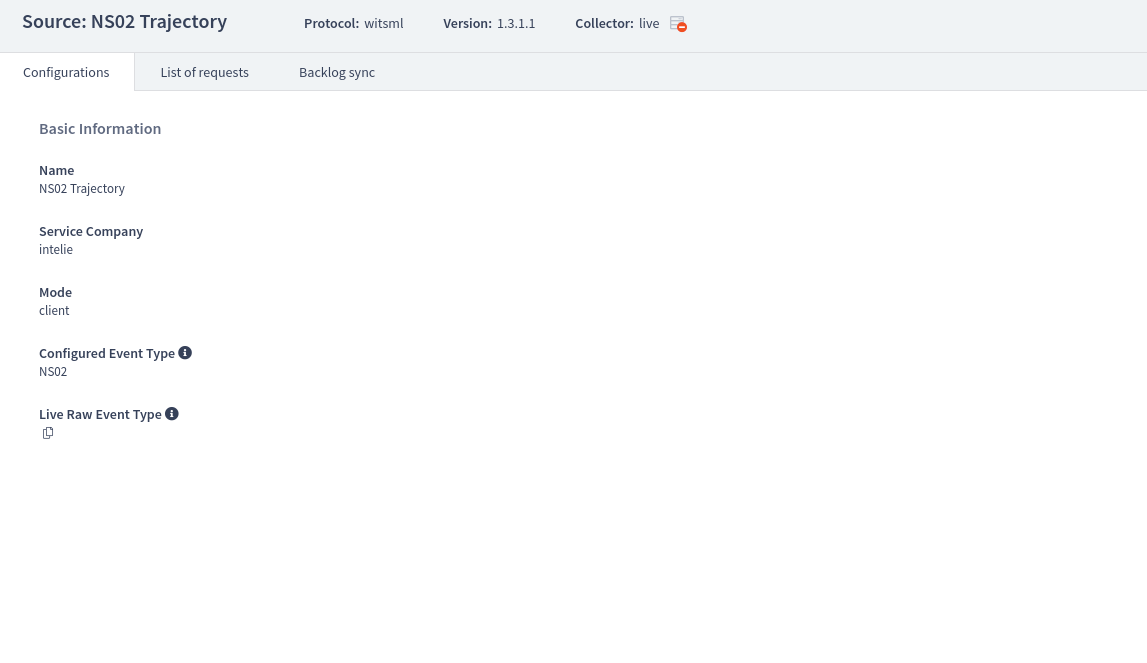 Source: NS02 Trajectory
Protocol: witsml
Version: 1.3.1.1
Collector: live
Configurations
List of requests
Backlog sync
Basic Information
Name
NS02 Trajectory
Service Company
intelie
Mode
client
Configured Event Type
NS02
Live Raw Event Type